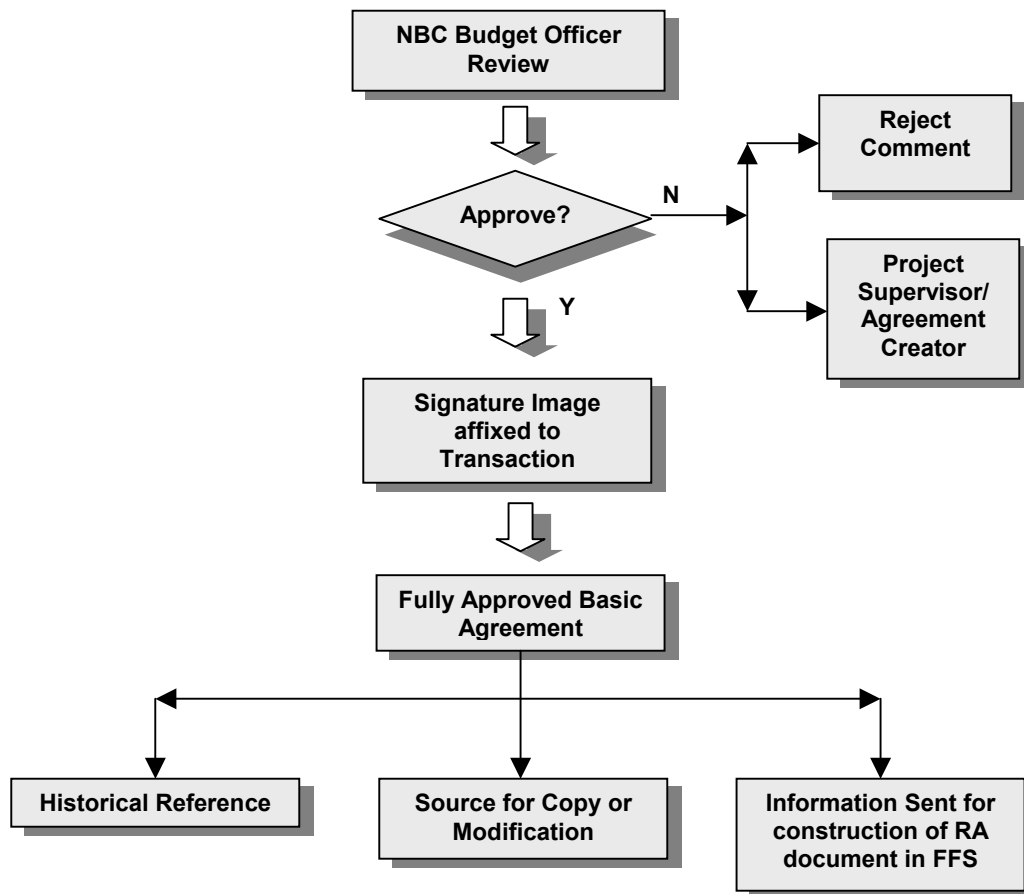 NBC Budget Officer
Review
Reject
Comment
Approve?
N
Project
Supervisor/
Agreement
Creator
Y
Signature Image
affixed to
Transaction
Fully Approved Basic
Agreement
Historical Reference
Source for Copy or
Modification
Information Sent for
construction of RA
document in FFS